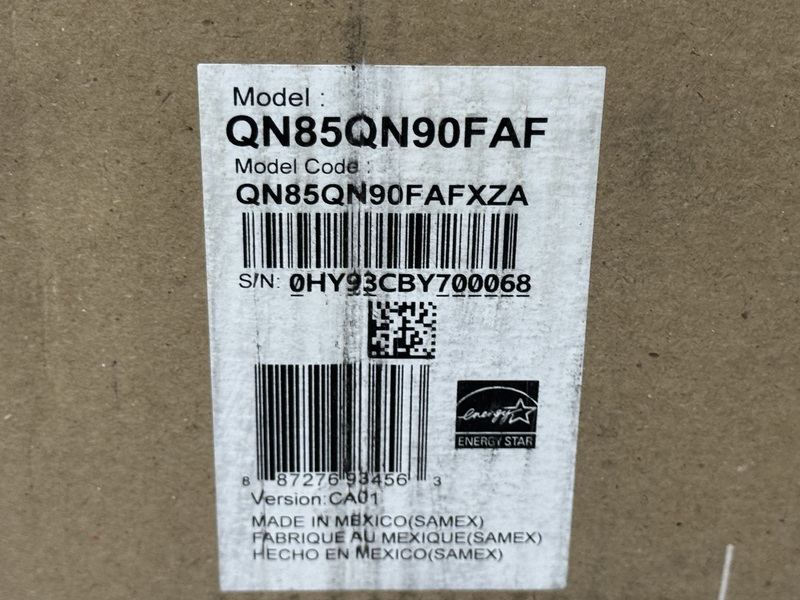 Model :
QN85QN90FAF
Model Code :
QN85QN90FAFXZA
S/N: 0HY93CBY700068
energy
ENERGY STAR
8 87276 93456 3
Version:CA01
MADE IN MEXICO(SAMEX)
FABRIQUE AU MEXIQUE(SAMEX)
HECHO EN MEXICO(SAMEX)